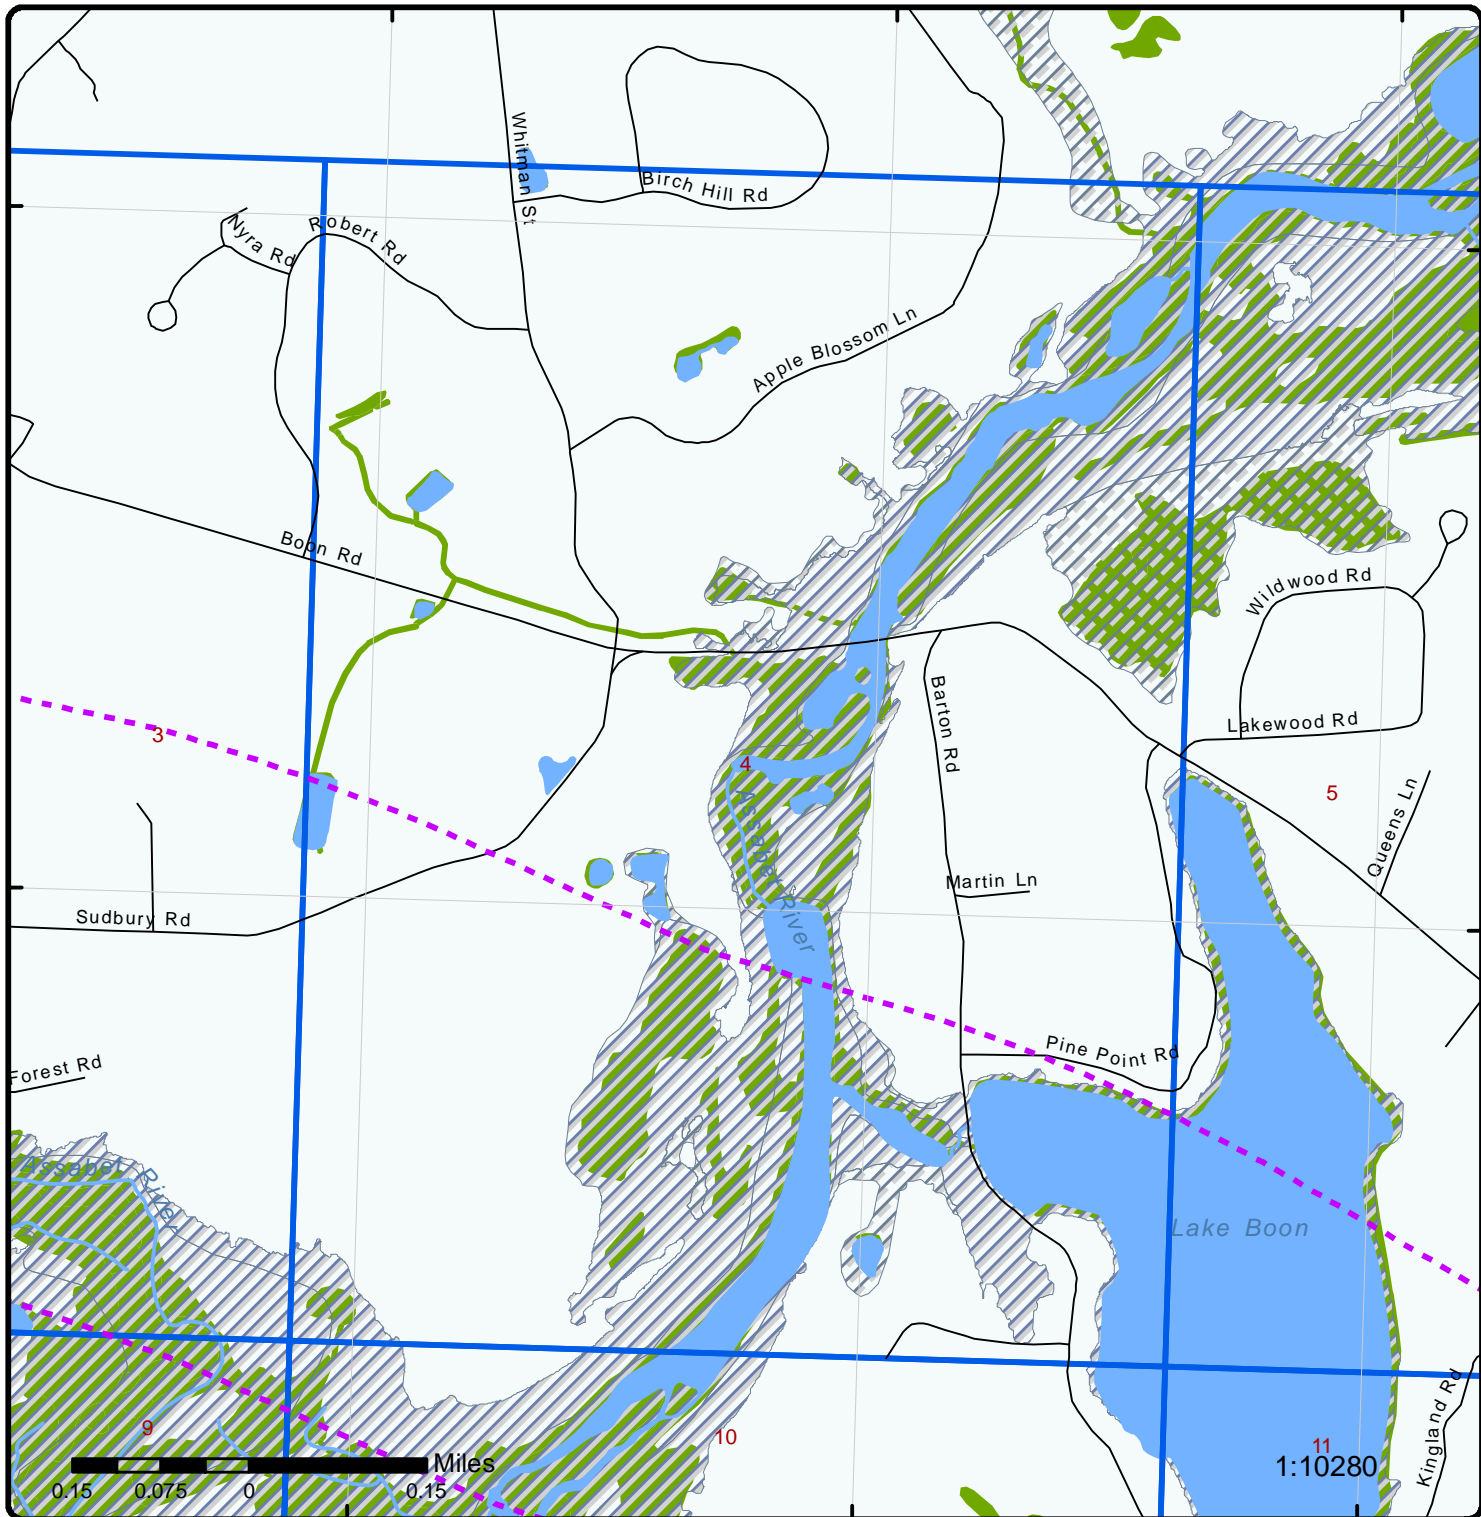 Whitman St
Birch Hill Rd
Nyra Rd
Robert Rd
Apple Blossom Ln
Boon Rd
Wildwood Rd
Lakewood Rd
Barton Rd
3
4
5
Queens Ln
Assabet River
Martin Ln
Sudbury Rd
Pine Point Rd
Forest Rd
Assabet River
Lake Boon
9
10
11
Kingland Rd
Miles
1:10280
0.15 0.075 0 0.15